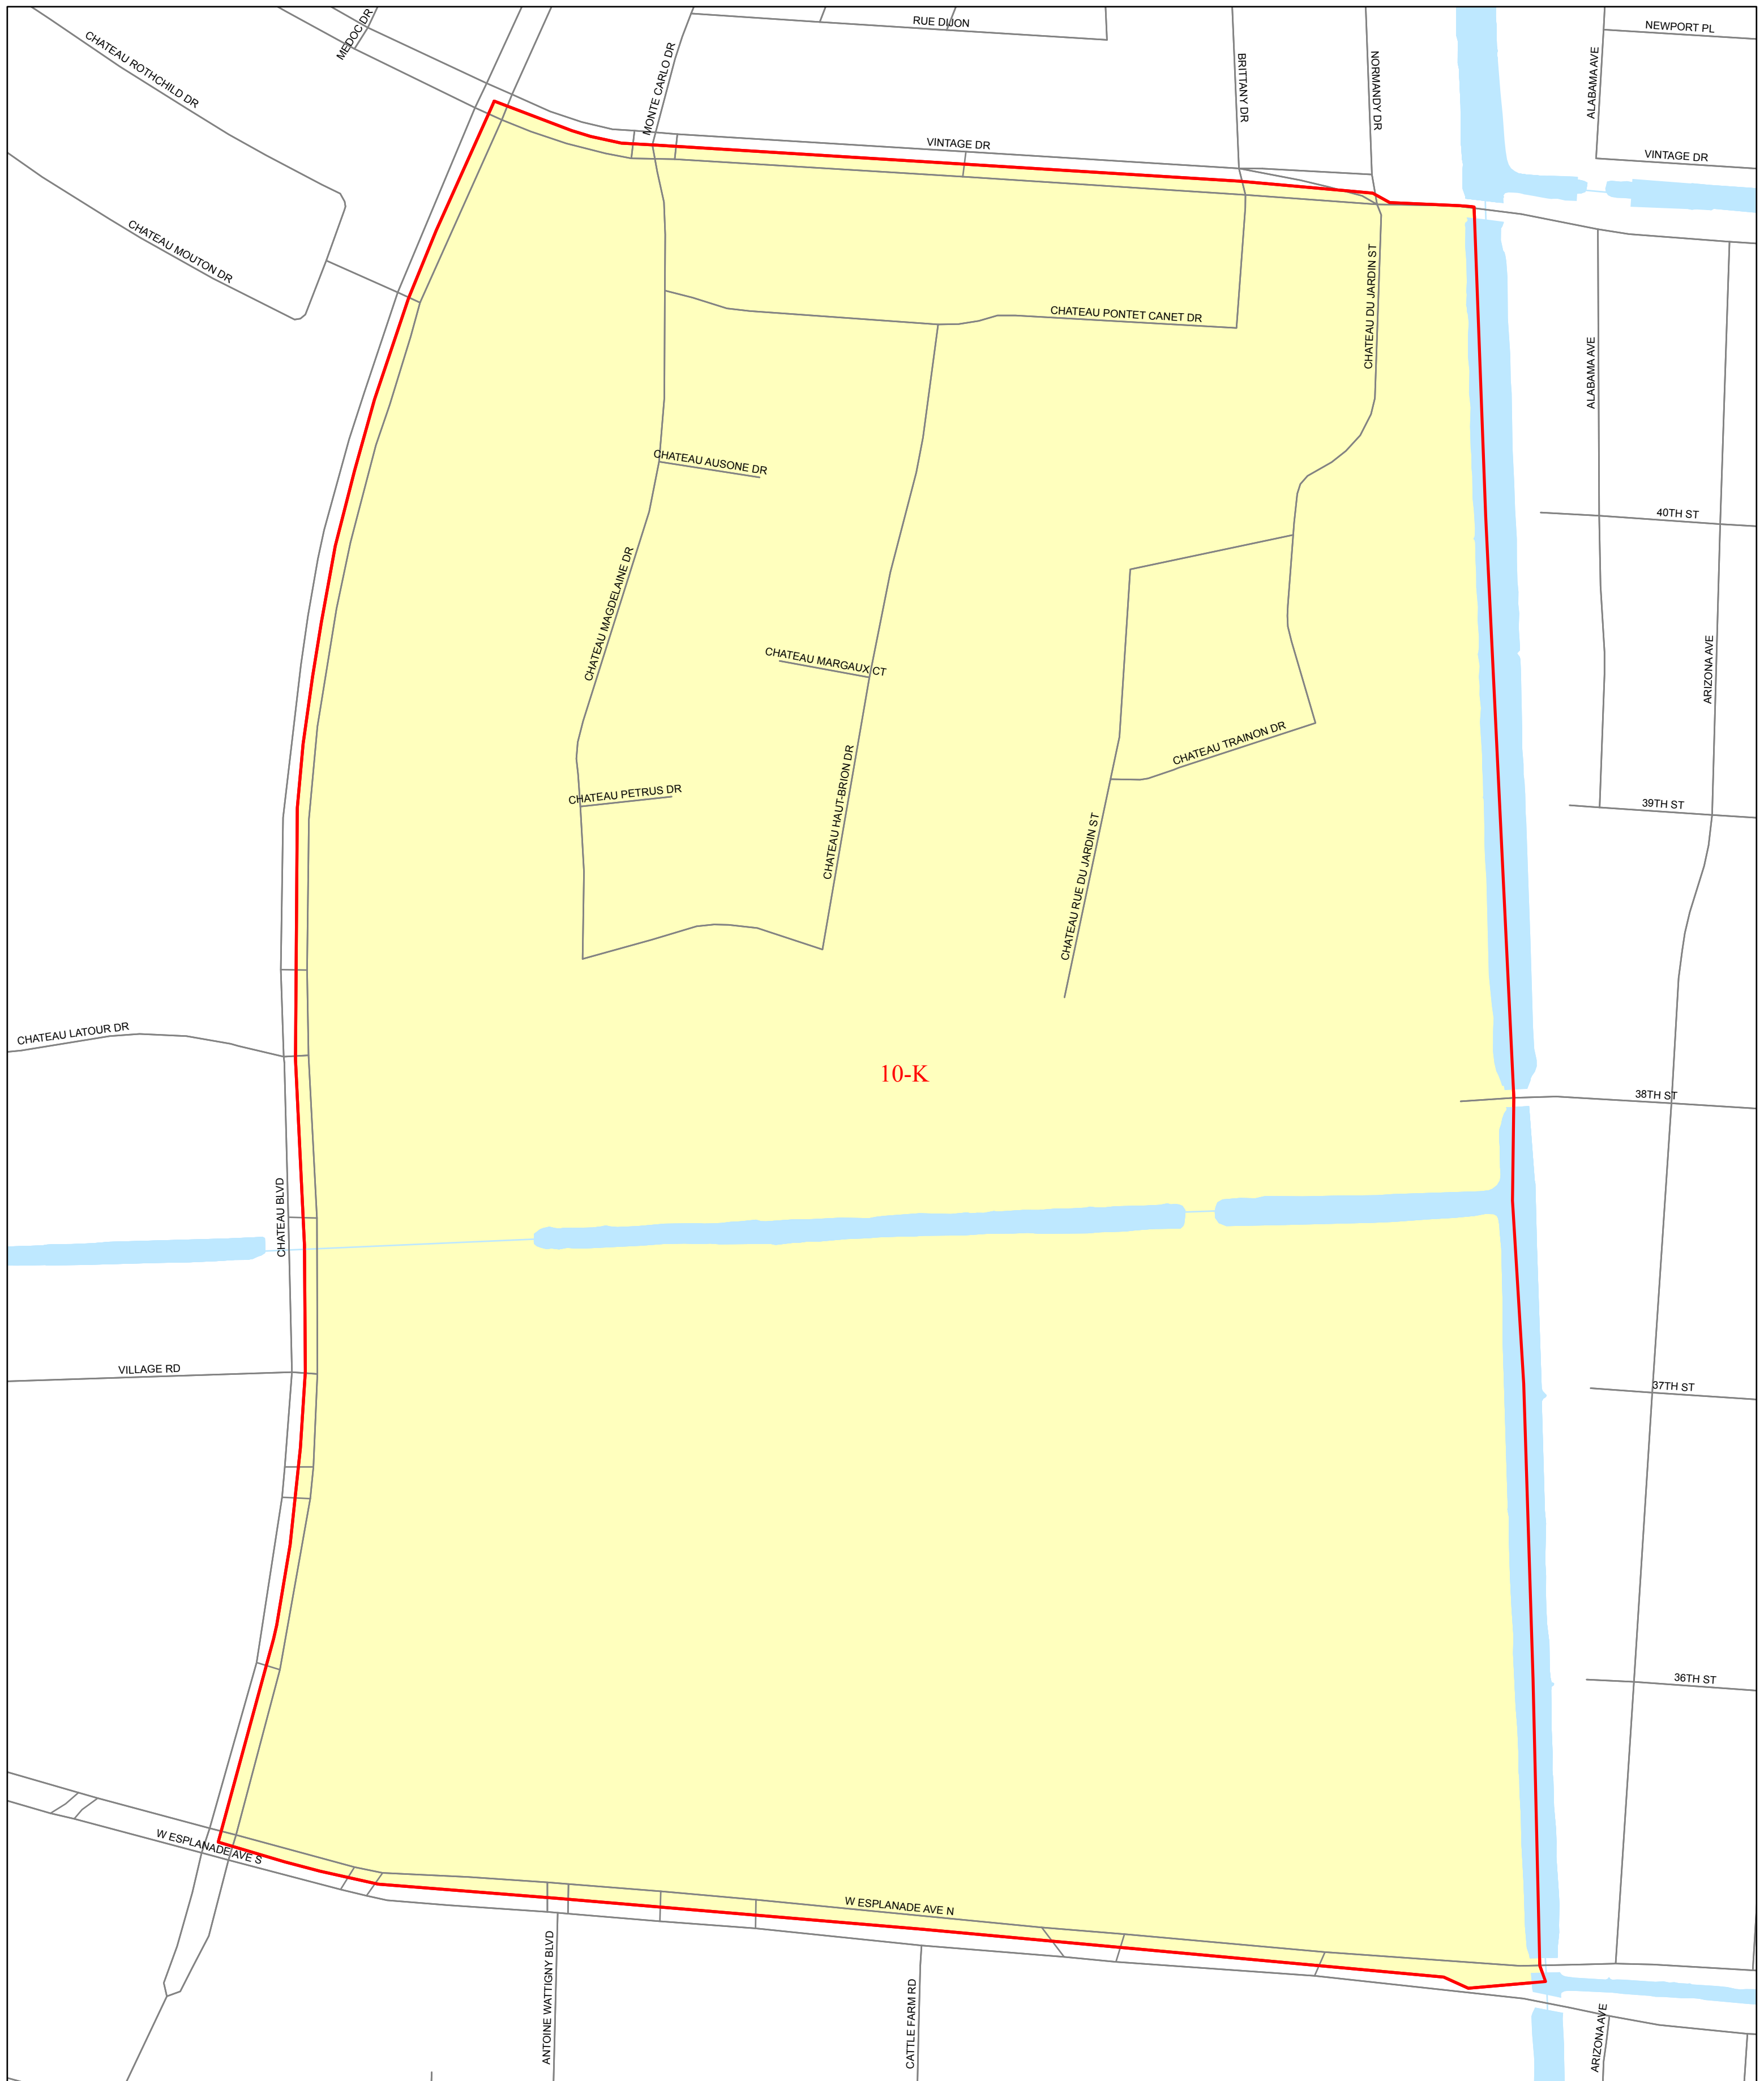 RUE DIJON
NEWPORT PL
MEDOC DR
CHATEAU ROTHCHILD DR
MONTE CARLO DR
BRITTANY DR
NORMANDY DR
ALABAMA AVE
VINTAGE DR
VINTAGE DR
CHATEAU MOUTON DR
CHATEAU PONTET CANET DR
CHATEAU DU JARDIN ST
ALABAMA AVE
CHATEAU AUSONE DR
40TH ST
CHATEAU MAGDELAINE DR
CHATEAU MARGAUX CT
ARIZONA AVE
CHATEAU TRAINON DR
CHATEAU PETRUS DR
CHATEAU HAUT-BRION DR
39TH ST
CHATEAU RUE DU JARDIN ST
CHATEAU LATOUR DR
10-K
38TH ST
CHATEAU BLVD
VILLAGE RD
37TH ST
36TH ST
W ESPLANADE AVE S
W ESPLANADE AVE N
ANTOINE WATTIGNY BLVD
CATTLE FARM RD
ARIZONA AVE